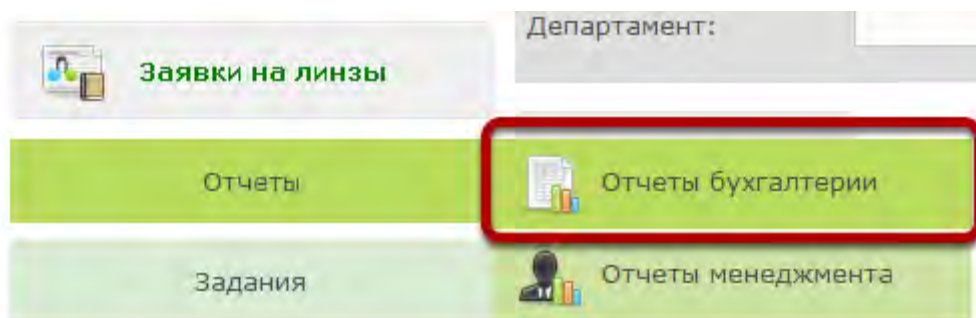 Департамент:
Заявки на линзы
Отчеты
Отчеты бухгалтерии
Задания
Отчеты менеджмента